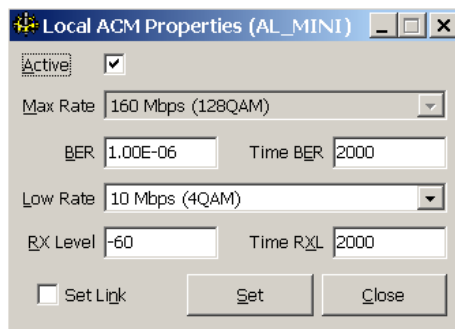 Local ACM Properties (AL_MINI)
Active
Max Rate 160 Mbps (128QAM)
BER 1.00E-06 Time BER 2000
Low Rate 10 Mbps (4QAM)
RX Level -60 Time RXL 2000
Set Link Set Close